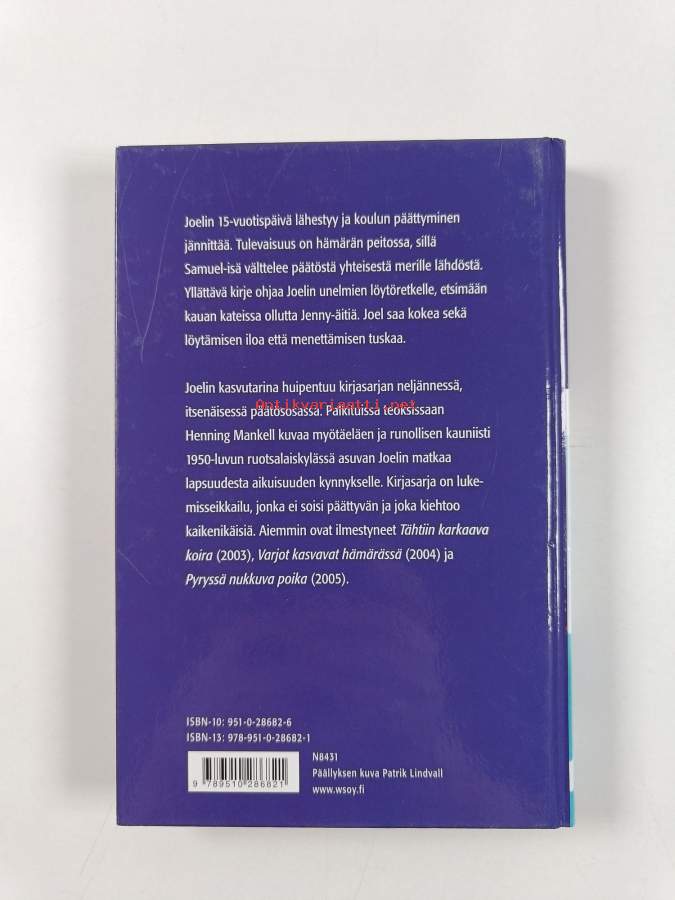 Joelin 15-vuotispäivä lähestyy ja koulun päättyminen
jännittää. Tulevaisuus on hämärän peitossa, sillä
Samuel-isä välttelee päätöstä yhteisestä merille lähdöstä.
Yllättävä kirje ohjaa Joelin unelmien löytöretkelle, etsimään
kauan kateissa ollutta Jenny-äitiä. Joel saa kokea sekä
löytämisen iloa että menettämisen tuskaa.
Joelin kasvutarina huipentuu kirjasarjan neljännessä,
Antikvariaatti.net
itsenäisessä päätösosassa. Palkituissa teoksissaan
Henning Mankell kuvaa myötäeläen ja runollisen kauniisti
1950-luvun ruotsalaiskylässä asuvan Joelin matkaa
lapsuudesta aikuisuuden kynnykselle. Kirjasarja on luke-
misseikkailu, jonka ei soisi päättyvän ja joka kiehtoo
kaikenikäisiä. Aiemmin ovat ilmestyneet Tähtiin karkaava
koira (2003), Varjot kasvavat hämärässä (2004) ja
Pyryssä nukkuva poika (2005).
ISBN-10: 951-0-28682-6
ISBN-13: 978-951-0-28682-1
N8431
Päällyksen kuva Patrik Lindvall
www.wsoy.fi
9 789510 286821